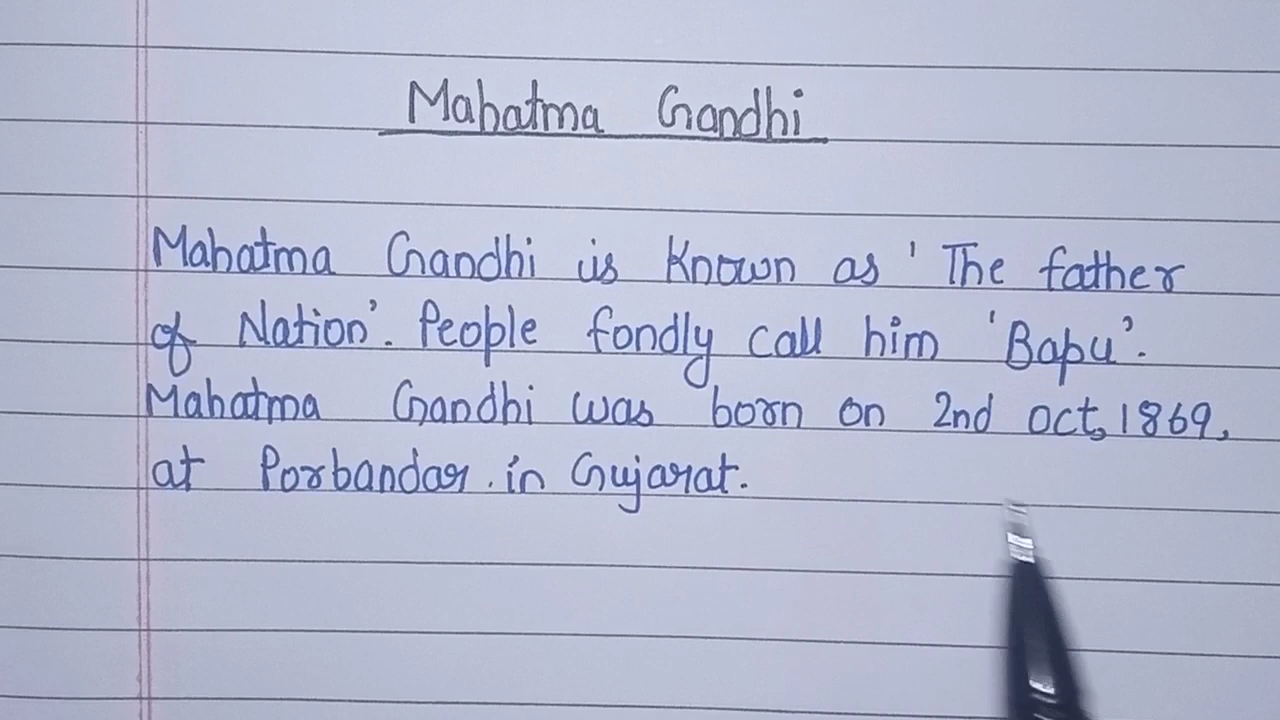 Mahatma Gandhi
Mahatma Gandhi is Known as 'The father
of Nation'. People fondly call him 'Bapu'.
Mahatma Gandhi was born on 2nd oct, 1869,
at Porbandar. in Gujarat.